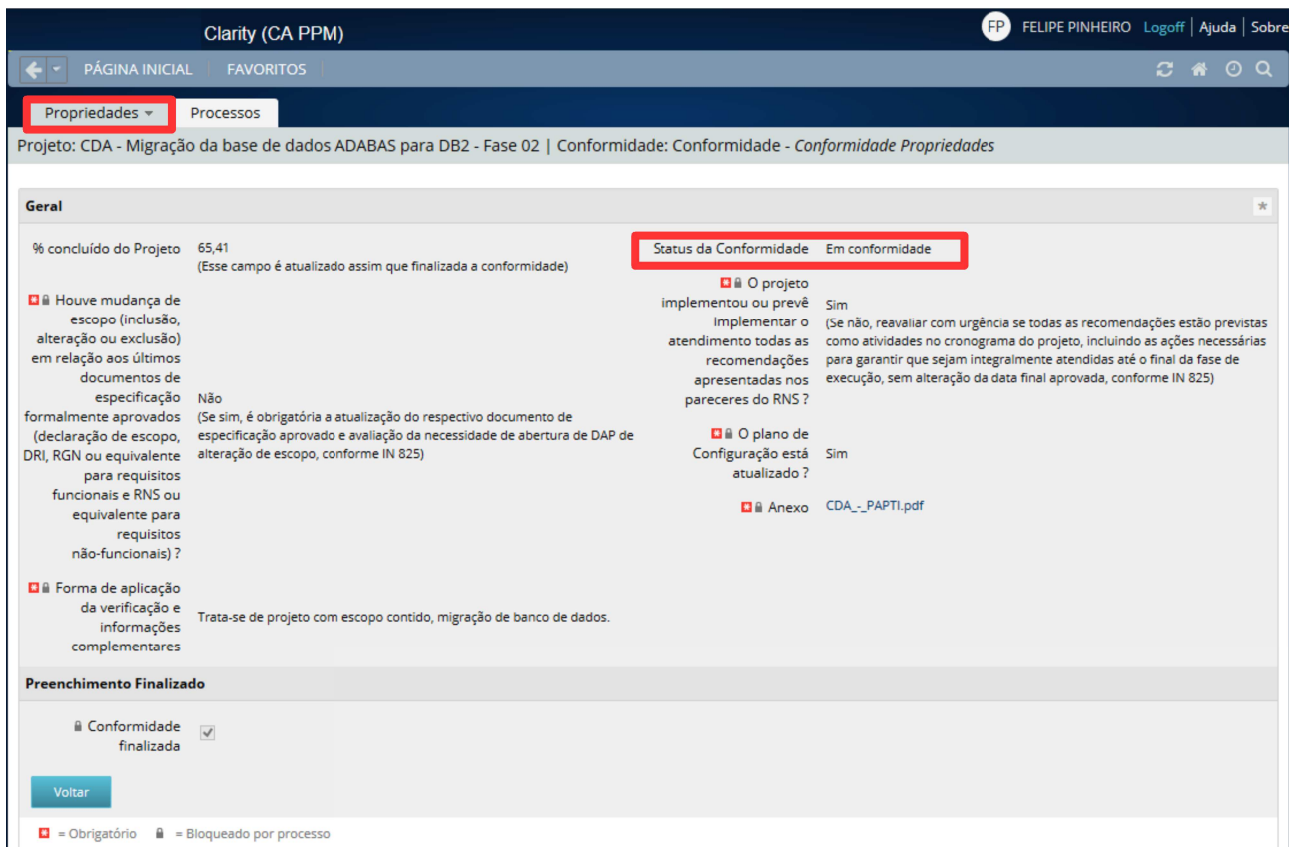 Clarity (CA PPM)
FP FELIPE PINHEIRO Logoff | Ajuda | Sobre
PÁGINA INICIAL FAVORITOS
Propriedades Processos
Projeto: CDA - Migração da base de dados ADABAS para DB2 - Fase 02 | Conformidade: Conformidade - Conformidade Propriedades
Geral
% concluído do Projeto 65,41
(Esse campo é atualizado assim que finalizada a conformidade)
Houve mudança de
escopo (inclusão,
alteração ou exclusão)
em relação aos últimos
documentos de
especificação
formalmente aprovados
(declaração de escopo,
DRI, RGN ou equivalente
para requisitos
funcionais e RNS ou
equivalente para
requisitos
não-funcionais) ?
Não
(Se sim, é obrigatória a atualização do respectivo documento de
especificação aprovado e avaliação da necessidade de abertura de DAP de
alteração de escopo, conforme IN 825)
Forma de aplicação
da verificação e
informações
complementares
Trata-se de projeto com escopo contido, migração de banco de dados.
Status da Conformidade Em conformidade
O projeto
implementou ou prevê
implementar o
atendimento todas as
recomendações
apresentadas nos
pareceres do RNS ?
Sim
(Se não, reavaliar com urgência se todas as recomendações estão previstas
como atividades no cronograma do projeto, incluindo as ações necessárias
para garantir que sejam integralmente atendidas até o final da fase de
execução, sem alteração da data final aprovada, conforme IN 825)
O plano de
Configuração está
atualizado ?
Sim
Anexo CDA_-_PAPTI.pdf
Preenchimento Finalizado
Conformidade
finalizada
Voltar
= Obrigatório = Bloqueado por processo